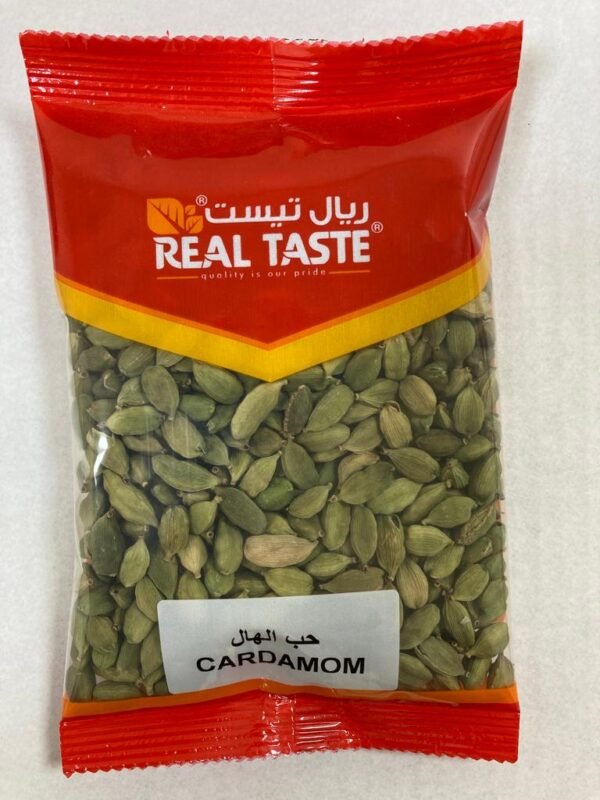 ريال تيست®
REAL TASTE®
quality is our pride
حب الهال
CARDAMOM